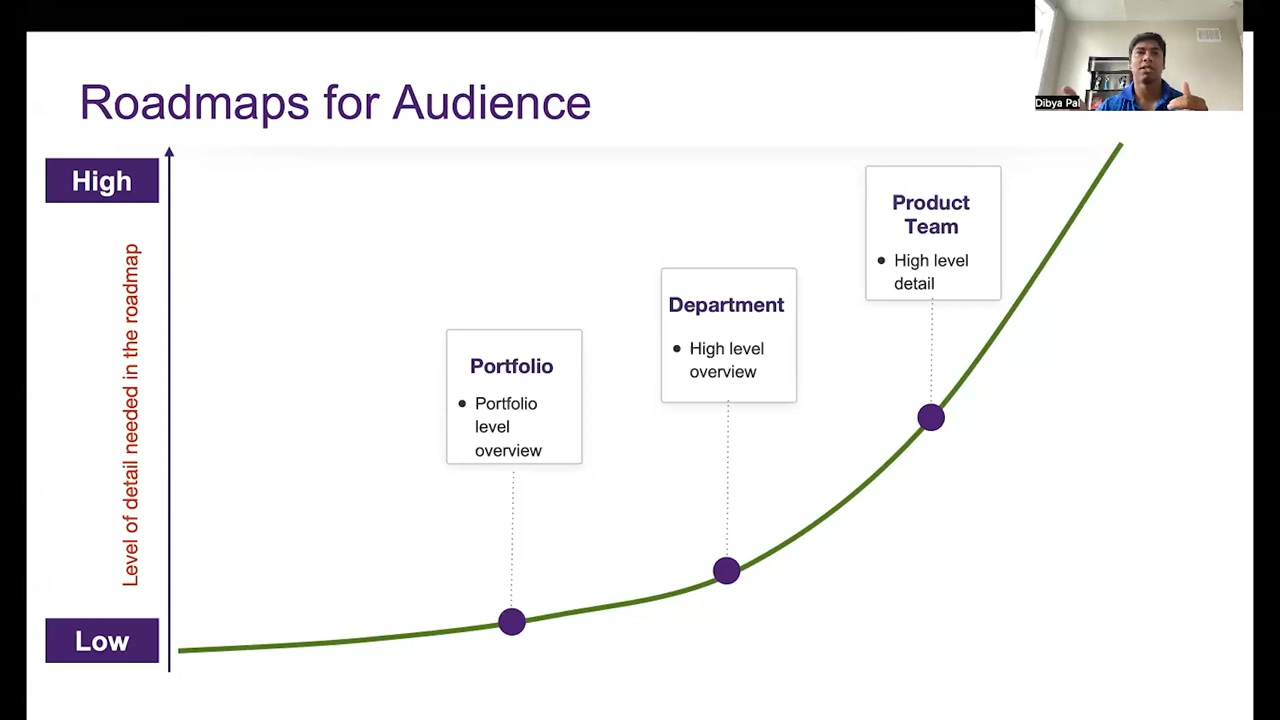 Roadmaps for Audience
Dibya Pal
High
Level of detail needed in the roadmap
Low
Portfolio
• Portfolio
level
overview
Department
• High level
overview
Product
Team
• High level
detail